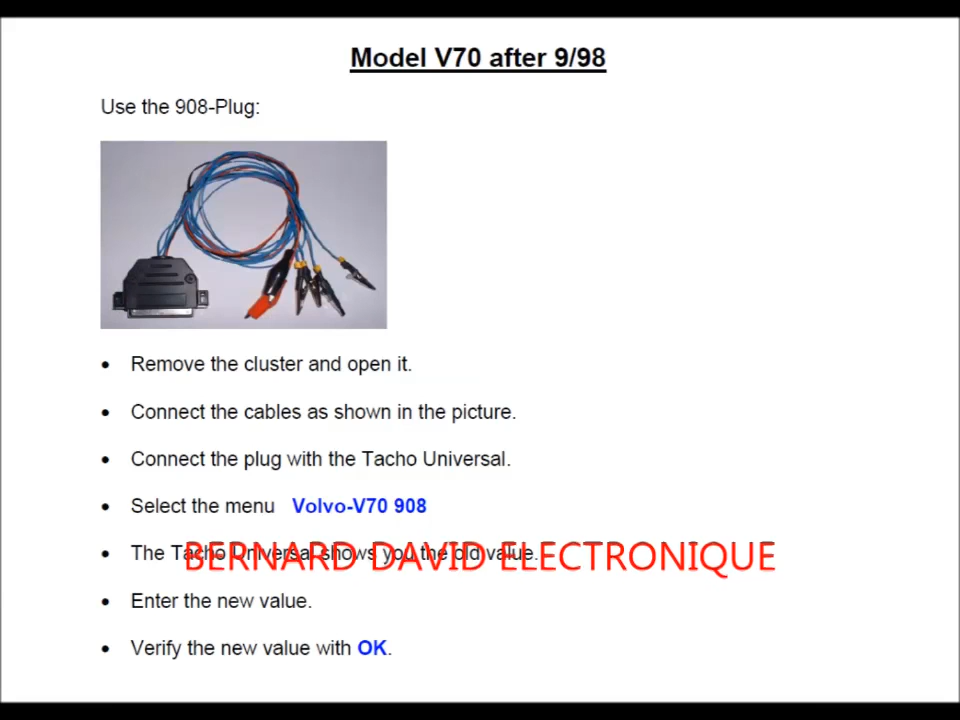 Model V70 after 9/98
Use the 908-Plug:
• Remove the cluster and open it.
• Connect the cables as shown in the picture.
• Connect the plug with the Tacho Universal.
• Select the menu Volvo-V70 908
• The Tacho Universal shows you the old value.
BERNARD DAVID ELECTRONIQUE
• Enter the new value.
• Verify the new value with OK.